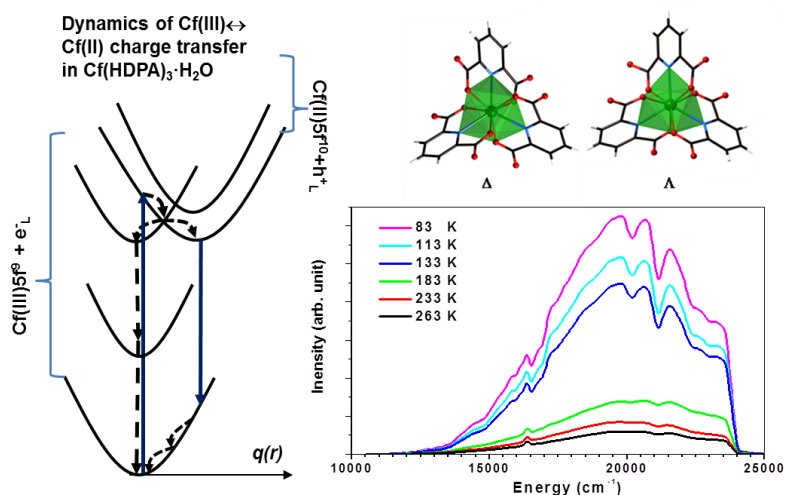 Dynamics of Cf(III)↔
Cf(II) charge transfer
in Cf(HDPA)₃·H₂O
Cf(III)5f⁹ + e⁻L
Cf(II)5f¹⁰+h⁺L
q(r)
Δ
Λ
83 K
113 K
133 K
183 K
233 K
263 K
Inensity (arb. unit)
10000 15000 20000 25000
Energy (cm⁻¹)